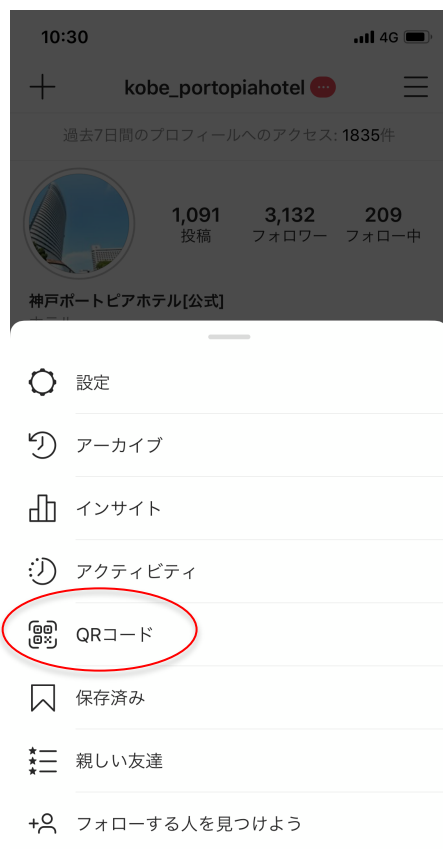 10:30
4G
kobe_portopiahotel
過去7日間のプロフィールへのアクセス: 1835件
1,091 3,132 209
投稿 フォロワー フォロー中
神戸ポートピアホテル[公式]
設定
アーカイブ
インサイト
アクティビティ
QRコード
保存済み
親しい友達
フォローする人を見つけよう